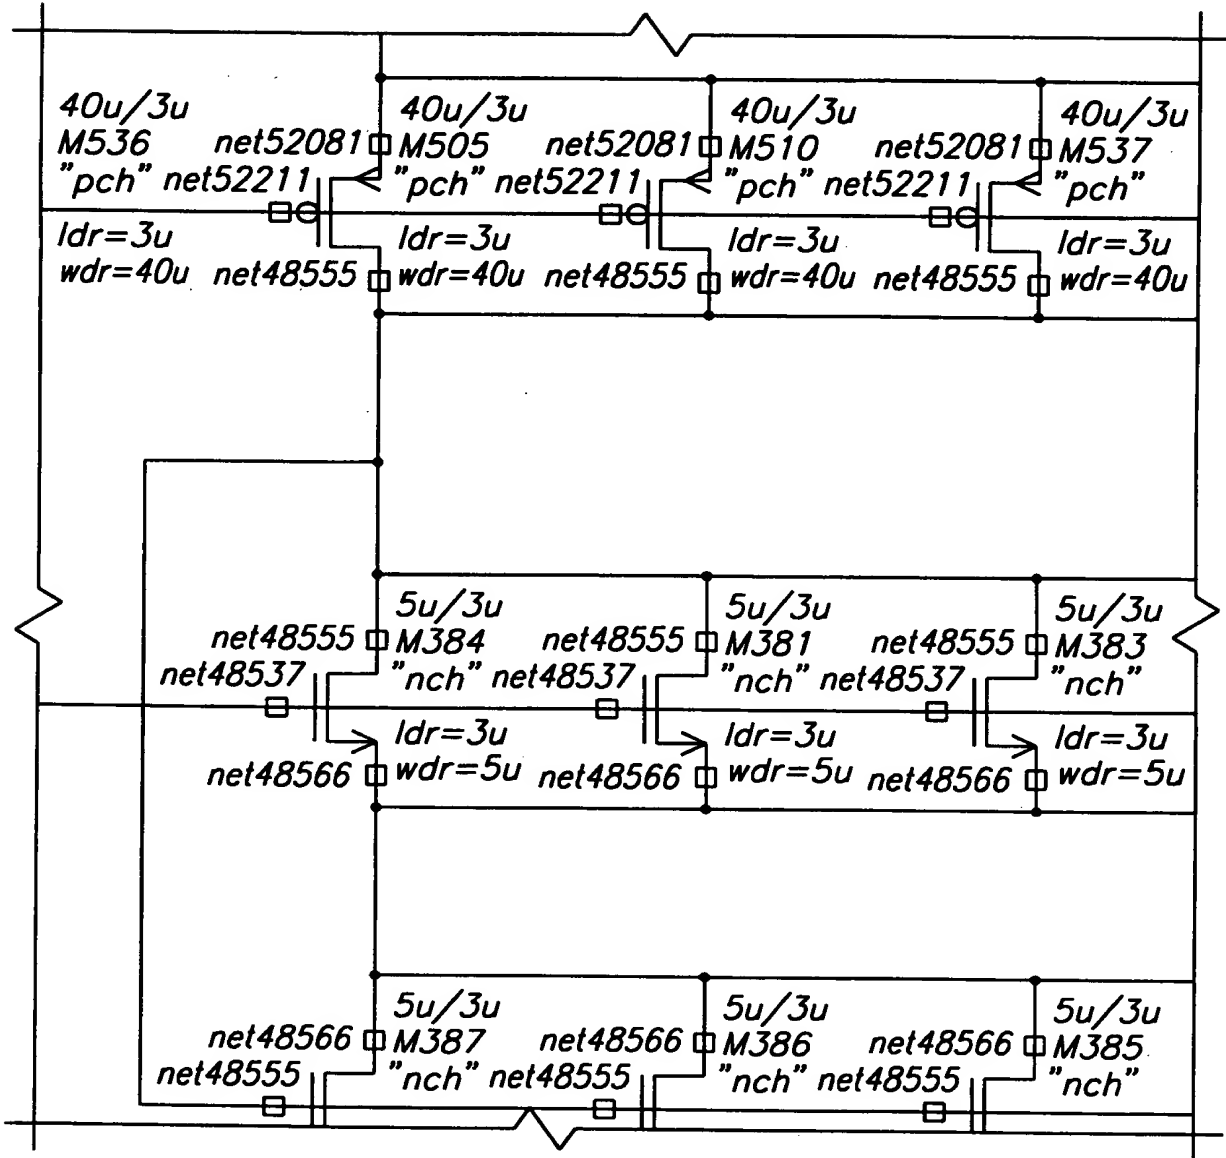 40u/3u 40u/3u 40u/3u 40u/3u
M536 net52081 M505 net52081 M510 net52081 M537
"pch" net52211 "pch" net52211 "pch" net52211 "pch"
ldr=3u ldr=3u ldr=3u ldr=3u
wdr=40u net48555 wdr=40u net48555 wdr=40u net48555 wdr=40u
5u/3u 5u/3u 5u/3u
net48555 M384 net48555 M381 net48555 M383
net48537 "nch" net48537 "nch" net48537 "nch"
ldr=3u ldr=3u ldr=3u
net48566 wdr=5u net48566 wdr=5u net48566 wdr=5u
5u/3u 5u/3u 5u/3u
net48566 M387 net48566 M386 net48566 M385
net48555 "nch" net48555 "nch" net48555 "nch"